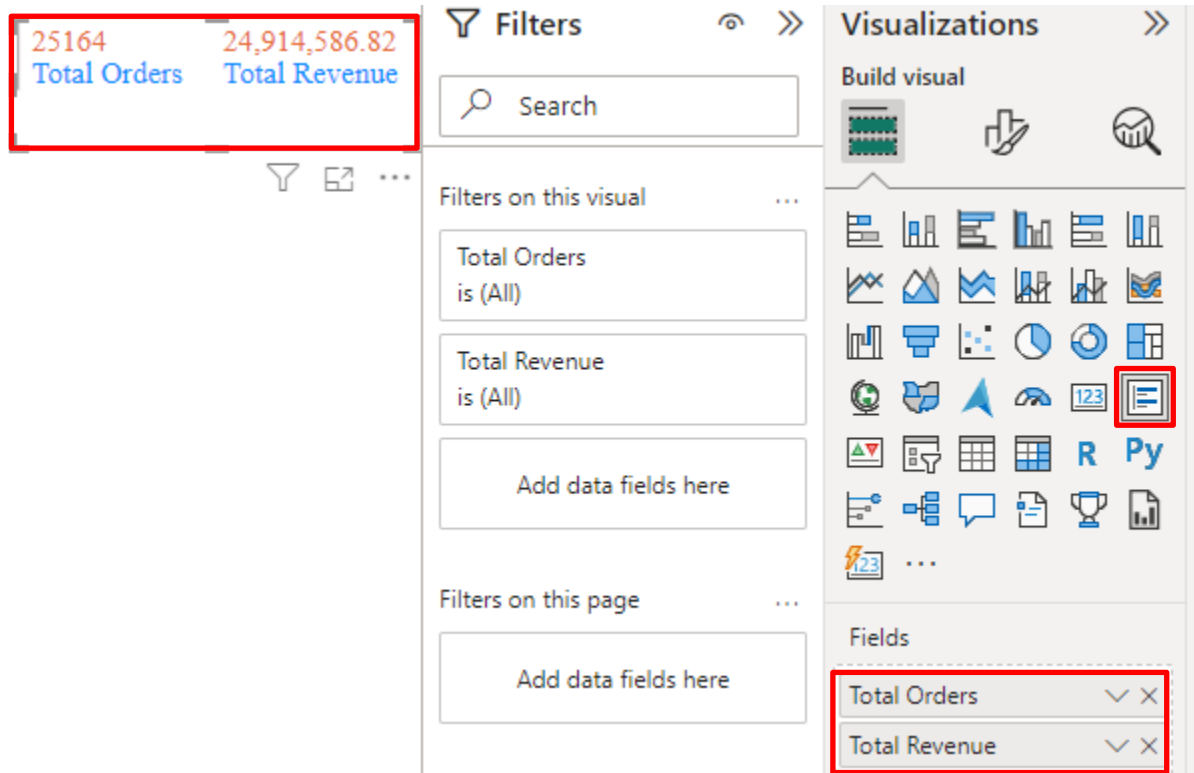 25164 24,914,586.82
Total Orders Total Revenue
Filters
Search
Filters on this visual
...
Total Orders
is (All)
Total Revenue
is (All)
Add data fields here
Filters on this page
...
Add data fields here
Visualizations
Build visual
123
R Py
123
...
Fields
Total Orders
Total Revenue